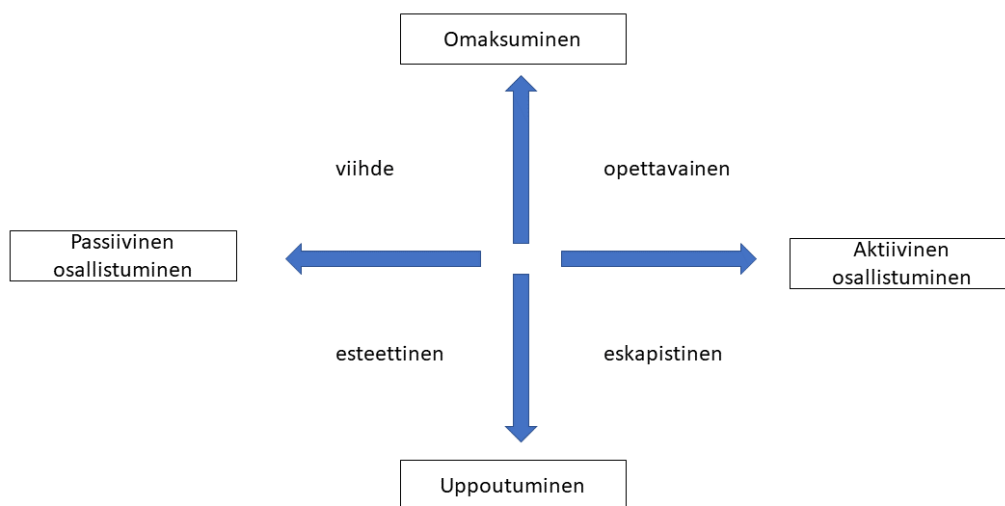 Omaksuminen
viihde
opettavainen
Passiivinen
osallistuminen
Aktiivinen
osallistuminen
esteettinen
eskapistinen
Uppoutuminen